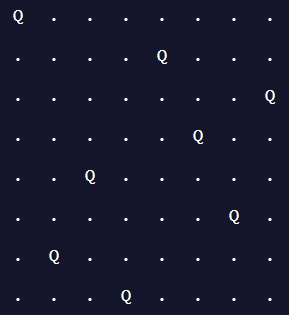 Q . . . . . . .
. . . . Q . . .
. . . . . . . Q
. . . . . Q . .
. . Q . . . . .
. . . . . . Q .
. Q . . . . . .
. . . Q . . . .